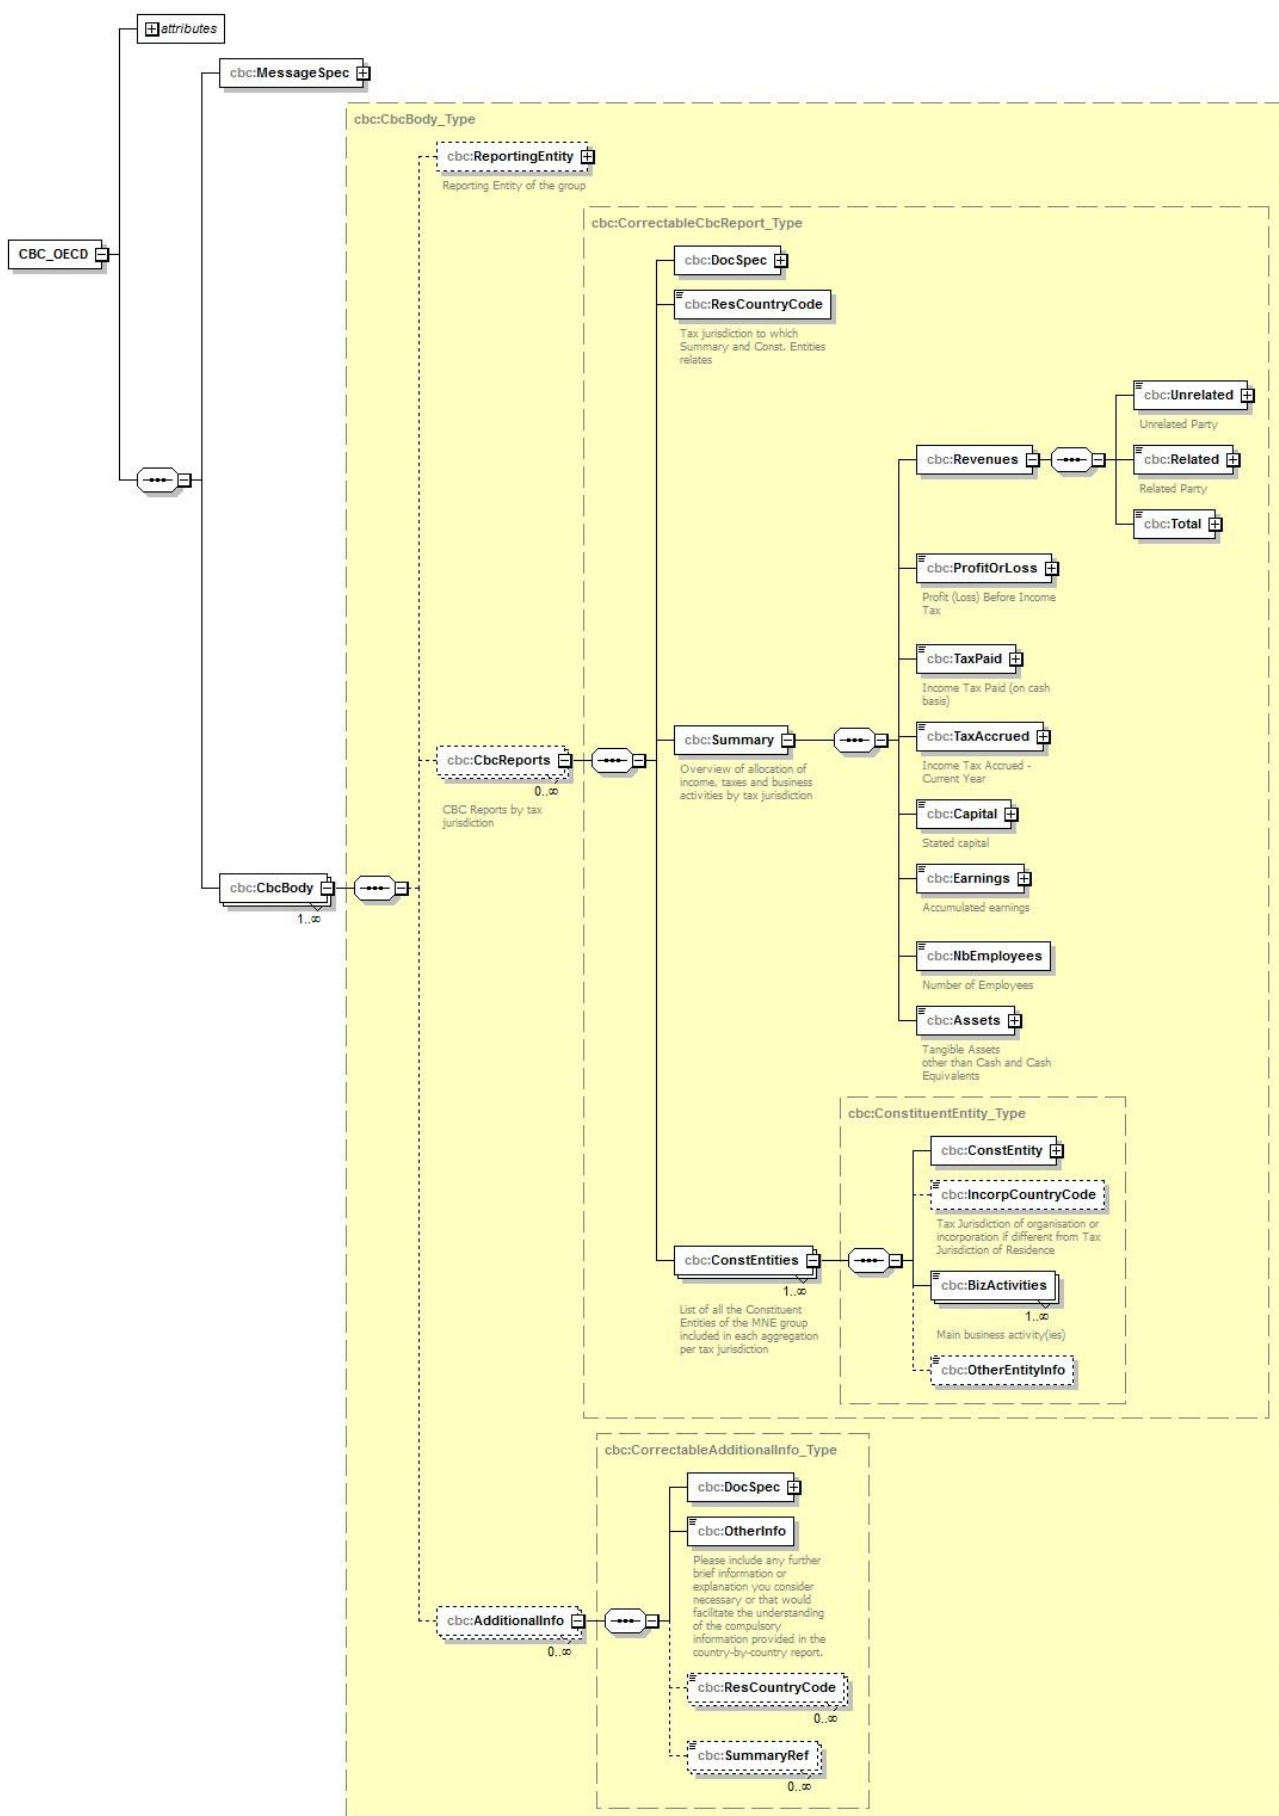 attributes
cbc:MessageSpec
cbc:CbcBody_Type
cbc:ReportingEntity
Reporting Entity of the group
cbc:CorrectableCbcReport_Type
CBC_OECD
cbc:DocSpec
cbc:ResCountryCode
Tax jurisdiction to which
Summary and Const. Entities
relates
cbc:Unrelated
Unrelated Party
cbc:Revenues
cbc:Related
Related Party
cbc:Total
cbc:ProfitOrLoss
Profit (Loss) Before Income
Tax
cbc:TaxPaid
Income Tax Paid (on cash
basis)
cbc:CbcReports
0..∞
CBC Reports by tax
jurisdiction
cbc:Summary
Overview of allocation of
income, taxes and business
activities by tax jurisdiction
cbc:TaxAccrued
Income Tax Accrued -
Current Year
cbc:Capital
Stated capital
cbc:CbcBody
1..∞
cbc:Earnings
Accumulated earnings
cbc:NbEmployees
Number of Employees
cbc:Assets
Tangible Assets
other than Cash and Cash
Equivalents
cbc:ConstituentEntity_Type
cbc:ConstEntity
cbc:IncorpCountryCode
Tax Jurisdiction of organisation or
incorporation if different from Tax
Jurisdiction of Residence
cbc:ConstEntities
1..∞
List of all the Constituent
Entities of the MNE group
included in each aggregation
per tax jurisdiction
cbc:BizActivities
1..∞
Main business activity(ies)
cbc:OtherEntityInfo
cbc:CorrectableAdditionalInfo_Type
cbc:DocSpec
cbc:OtherInfo
Please include any further
brief information or
explanation you consider
necessary or that would
facilitate the understanding
of the compulsory
information provided in the
country-by-country report.
cbc:AdditionalInfo
0..∞
cbc:ResCountryCode
0..∞
cbc:SummaryRef
0..∞